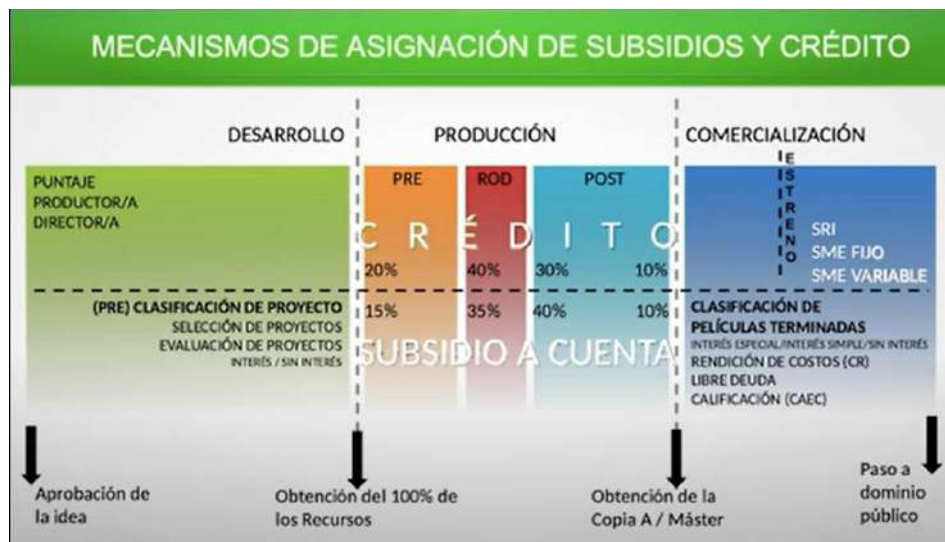 MECANISMOS DE ASIGNACIÓN DE SUBSIDIOS Y CRÉDITO
DESARROLLO
PRODUCCIÓN
COMERCIALIZACIÓN
PUNTAJE
PRODUCTOR/A
DIRECTOR/A
PRE
ROD
POST
ESTRENO
CRÉDITO
SRI
SME FIJO
SME VARIABLE
20%
40%
30%
10%
(PRE) CLASIFICACIÓN DE PROYECTO
SELECCIÓN DE PROYECTOS
EVALUACIÓN DE PROYECTOS
INTERÉS / SIN INTERÉS
15%
35%
40%
10%
SUBSIDIO A CUENTA
CLASIFICACIÓN DE
PELÍCULAS TERMINADAS
INTERÉS ESPECIAL/INTERÉS SIMPLE/SIN INTERÉS
RENDICIÓN DE COSTOS (CR)
LIBRE DEUDA
CALIFICACIÓN (CAEC)
Aprobación de
la idea
Obtención del 100% de
los Recursos
Obtención de la
Copia A / Máster
Paso a
dominio
público